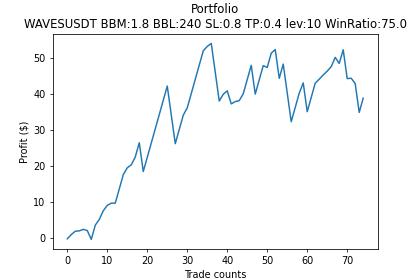 Portfolio
WAVESUSDT BBM:1.8 BBL:240 SL:0.8 TP:0.4 lev:10 WinRatio:75.0
Profit ($)
50
40
30
20
10
0
0 10 20 30 40 50 60 70
Trade counts